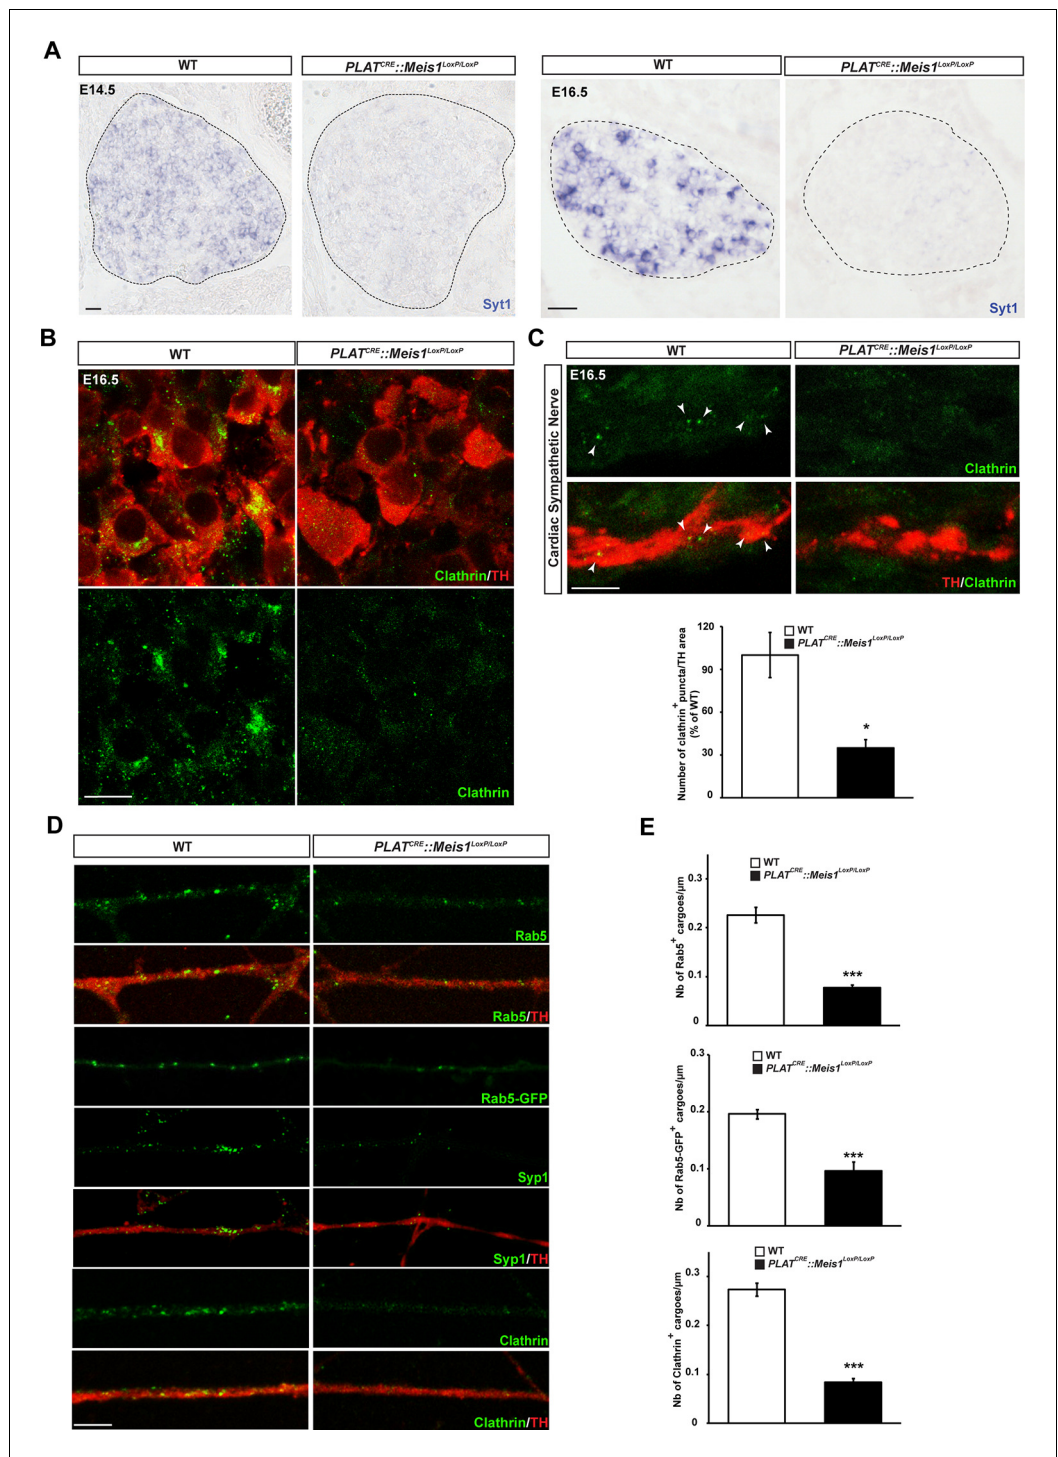 A
WT
PLATCRE::Meis1LoxP/LoxP
WT
PLATCRE::Meis1LoxP/LoxP
E14.5
E16.5
Syt1
Syt1
B
WT
PLATCRE::Meis1LoxP/LoxP
E16.5
Clathrin/TH
Clathrin
C
WT
PLATCRE::Meis1LoxP/LoxP
Cardiac Sympathetic Nerve
E16.5
Clathrin
TH/Clathrin
Number of clathrin+ puncta/TH area
(% of WT)
120
90
60
30
0
WT
PLATCRE::Meis1LoxP/LoxP
*
D
WT
PLATCRE::Meis1LoxP/LoxP
Rab5
Rab5/TH
Rab5-GFP
Syp1
Syp1/TH
Clathrin
Clathrin/TH
E
Nb of Rab5+ cargoes/µm
0.3
0.2
0.1
0
WT
PLATCRE::Meis1LoxP/LoxP
***
Nb of Rab5-GFP+ cargoes/µm
0.3
0.2
0.1
0
WT
PLATCRE::Meis1LoxP/LoxP
***
Nb of Clathrin+ cargoes/µm
0.3
0.2
0.1
0
WT
PLATCRE::Meis1LoxP/LoxP
***